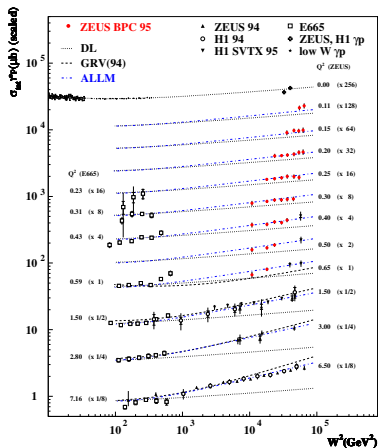 ZEUS BPC 95 ZEUS 94 E665
DL H1 94 ZEUS, H1 γp
GRV(94) H1 SVTX 95 low W γp
ALLM
σ_tot^γ*p(μb) (scaled)
Q² (ZEUS)
0.00 (x 256)
0.11 (x 128)
0.15 (x 64)
0.20 (x 32)
0.25 (x 16)
0.30 (x 8)
0.40 (x 4)
0.50 (x 2)
0.65 (x 1)
1.50 (x 1/2)
3.00 (x 1/4)
6.50 (x 1/8)
Q² (E665)
0.23 (x 16)
0.31 (x 8)
0.43 (x 4)
0.59 (x 1)
1.50 (x 1/2)
2.80 (x 1/4)
7.16 (x 1/8)
10⁵
10⁴
10³
10²
10
1
10² 10³ 10⁴ 10⁵
W²(GeV²)